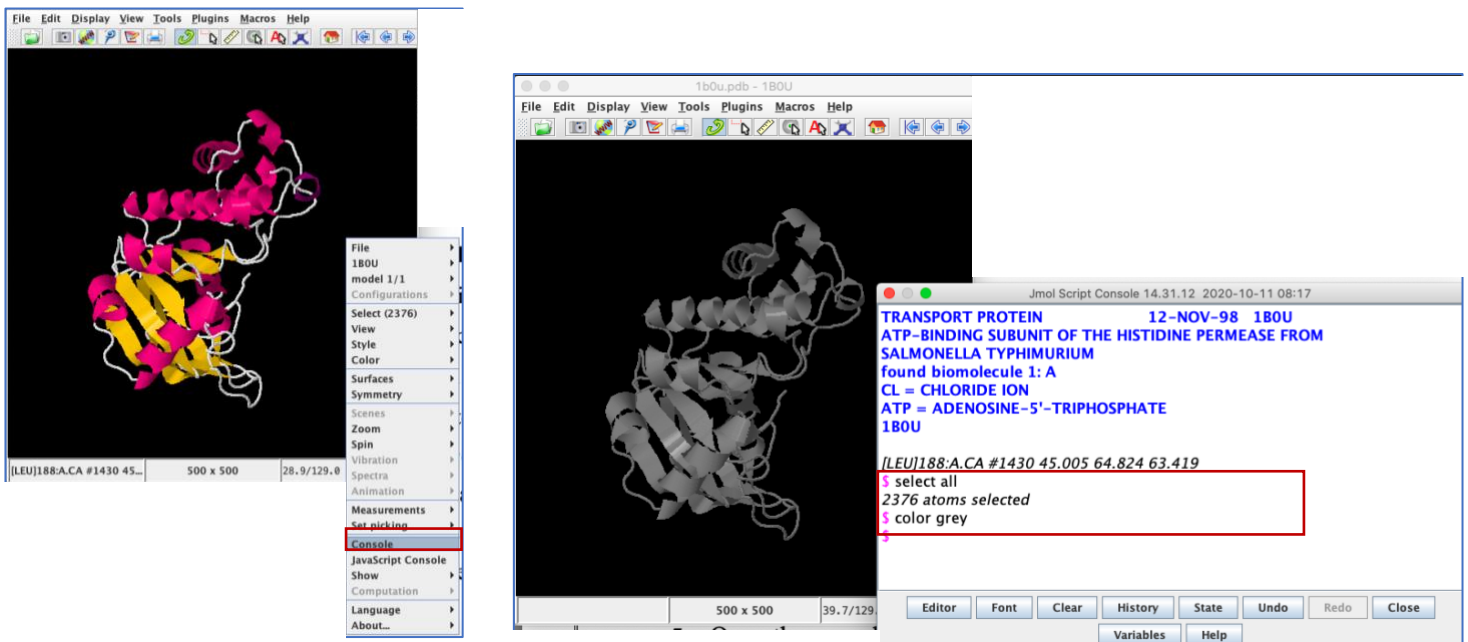 File Edit Display View Tools Plugins Macros Help
[LEU]188:A.CA #1430 45... 500 x 500 28.9/129.0
File
1B0U
model 1/1
Configurations
Select (2376)
View
Style
Color
Surfaces
Symmetry
Scenes
Zoom
Spin
Vibration
Spectra
Animation
Measurements
Set picking
Console
JavaScript Console
Show
Computation
Language
About...
1b0u.pdb - 1B0U
File Edit Display View Tools Plugins Macros Help
500 x 500 39.7/129.
Jmol Script Console 14.31.12 2020-10-11 08:17
TRANSPORT PROTEIN 12-NOV-98 1B0U
ATP-BINDING SUBUNIT OF THE HISTIDINE PERMEASE FROM
SALMONELLA TYPHIMURIUM
found biomolecule 1: A
CL = CHLORIDE ION
ATP = ADENOSINE-5'-TRIPHOSPHATE
1B0U
[LEU]188:A.CA #1430 45.005 64.824 63.419
$ select all
2376 atoms selected
$ color grey
$
Editor Font Clear History State Undo Redo Close
Variables Help